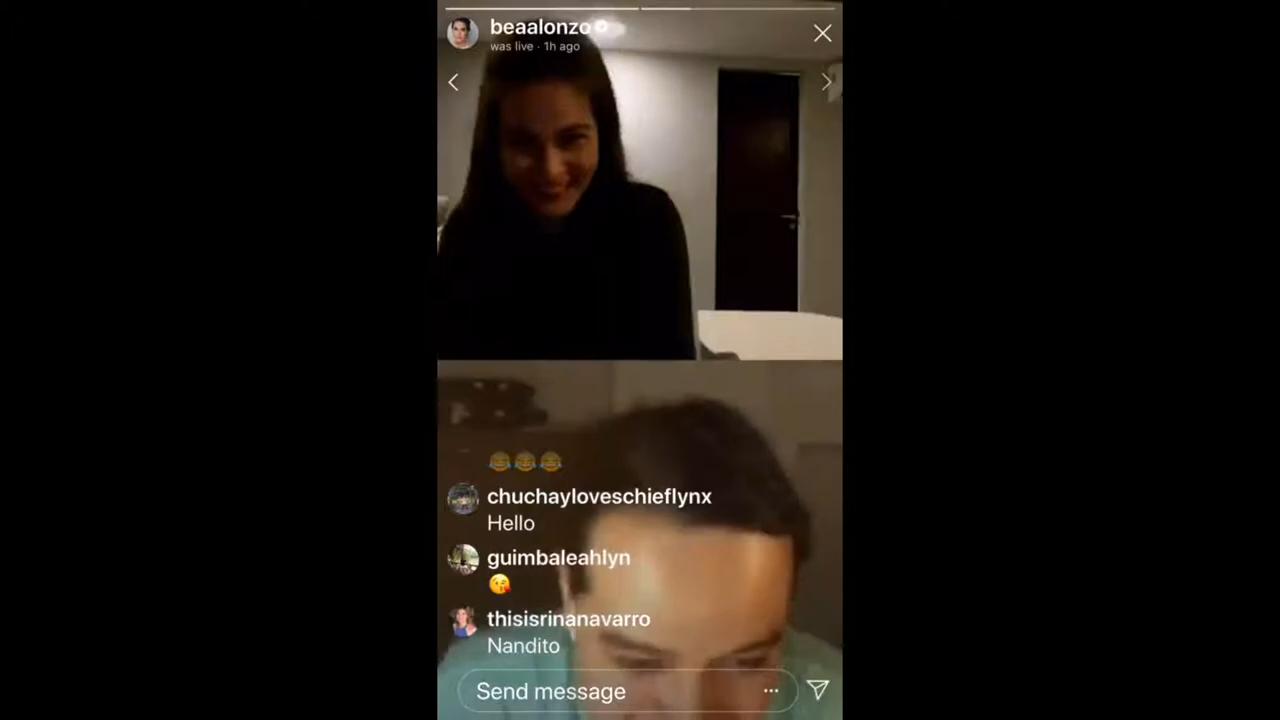 beaalonzo
was live · 1h ago
😂😂😂
chuchayloveschieflynx
Hello
guimbaleahlyn
😘
thisisrinanavarro
Nandito
Send message